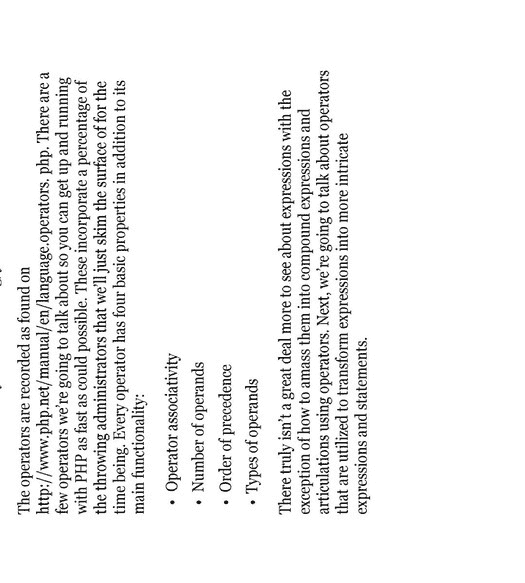 The operators are recorded as found on
http://www.php.net/manual/en/language.operators. php. There are a
few operators we're going to talk about so you can get up and running
with PHP as fast as could possible. These incorporate a percentage of
the throwing administrators that we'll just skim the surface of for the
time being. Every operator has four basic properties in addition to its
main functionality:
• Operator associativity
• Number of operands
• Order of precedence
• Types of operands
There truly isn't a great deal more to see about expressions with the
exception of how to amass them into compound expressions and
articulations using operators. Next, we're going to talk about operators
that are utilized to transform expressions into more intricate
expressions and statements.